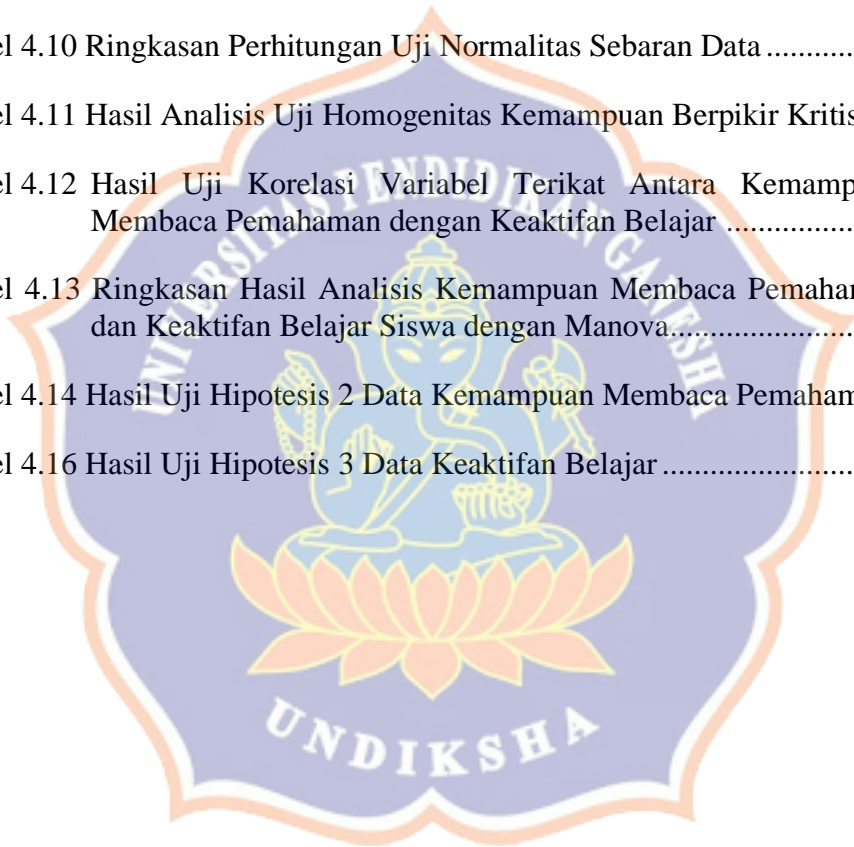 el 4.10 Ringkasan Perhitungan Uji Normalitas Sebaran Data ...........
el 4.11 Hasil Analisis Uji Homogenitas Kemampuan Berpikir Kritis
el 4.12 Hasil Uji Korelasi Variabel Terikat Antara Kemamp
Membaca Pemahaman dengan Keaktifan Belajar ................
el 4.13 Ringkasan Hasil Analisis Kemampuan Membaca Pemahar
dan Keaktifan Belajar Siswa dengan Manova.......................
el 4.14 Hasil Uji Hipotesis 2 Data Kemampuan Membaca Pemaham
el 4.16 Hasil Uji Hipotesis 3 Data Keaktifan Belajar ........................
UNIVERSITAS PENDIDIKAN GANESHA
UNDIKSHA